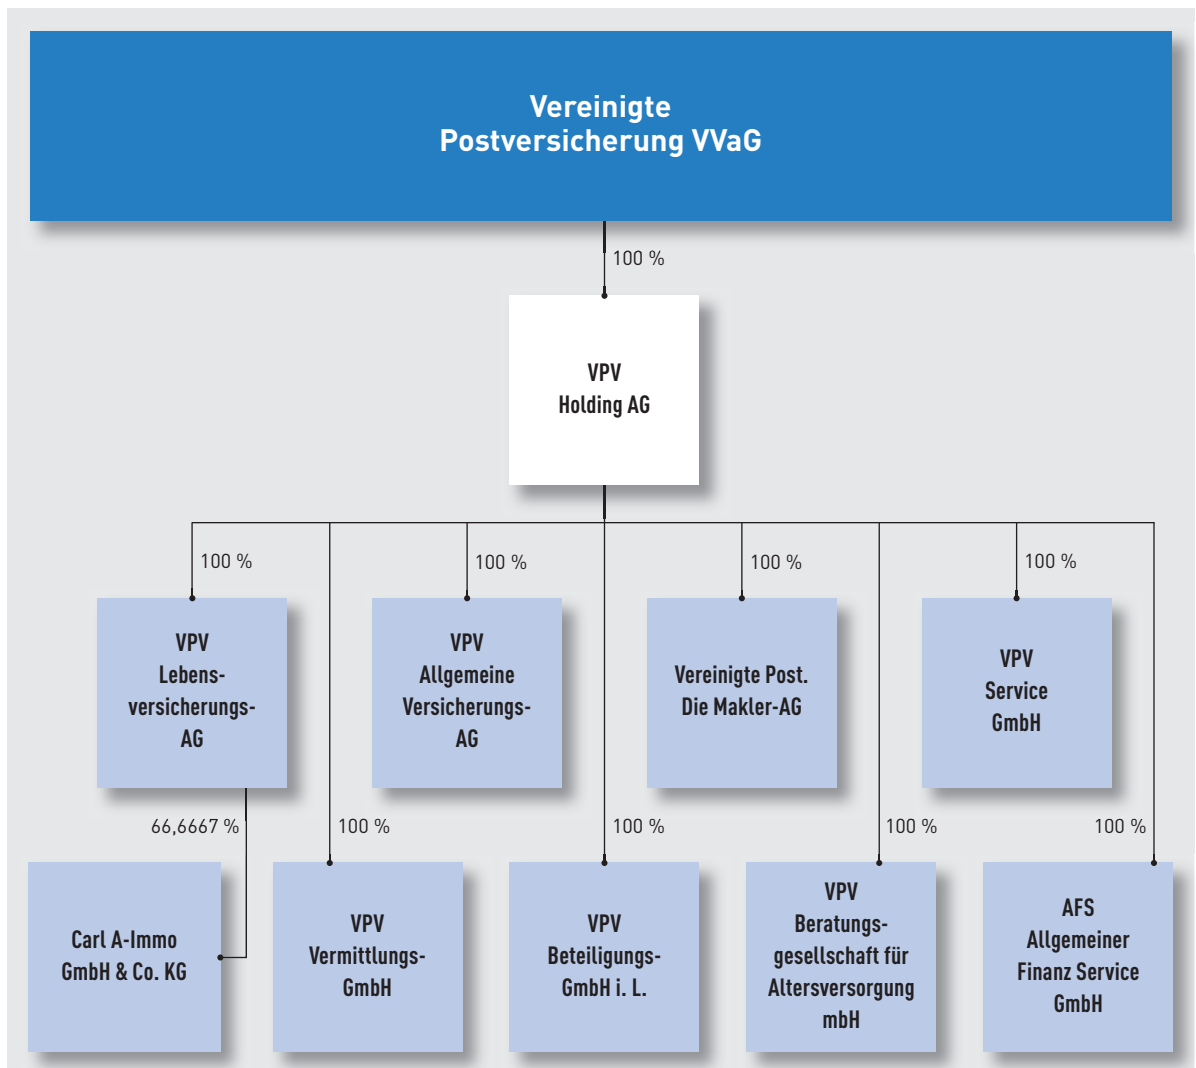 Vereinigte
Postversicherung VVaG
100 %
VPV
Holding AG
100 %
100 %
100 %
100 %
VPV
Lebens-
versicherungs-
AG
VPV
Allgemeine
Versicherungs-
AG
Vereinigte Post.
Die Makler-AG
VPV
Service
GmbH
66,6667 %
100 %
100 %
100 %
100 %
Carl A-Immo
GmbH & Co. KG
VPV
Vermittlungs-
GmbH
VPV
Beteiligungs-
GmbH i. L.
VPV
Beratungs-
gesellschaft für
Altersversorgung
mbH
AFS
Allgemeiner
Finanz Service
GmbH